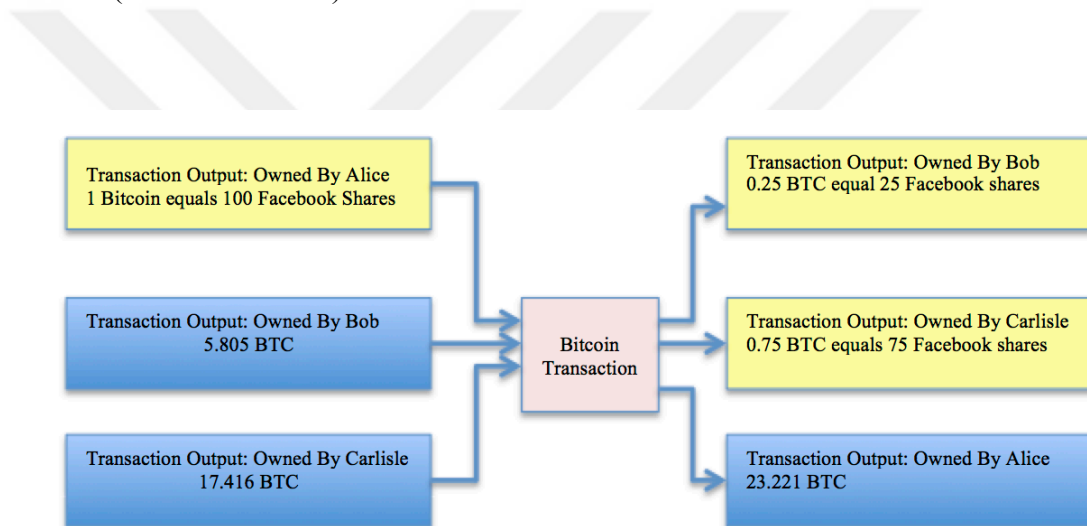 Transaction Output: Owned By Alice
1 Bitcoin equals 100 Facebook Shares
Transaction Output: Owned By Bob
5.805 BTC
Transaction Output: Owned By Carlisle
17.416 BTC
Bitcoin
Transaction
Transaction Output: Owned By Bob
0.25 BTC equal 25 Facebook shares
Transaction Output: Owned By Carlisle
0.75 BTC equals 75 Facebook shares
Transaction Output: Owned By Alice
23.221 BTC